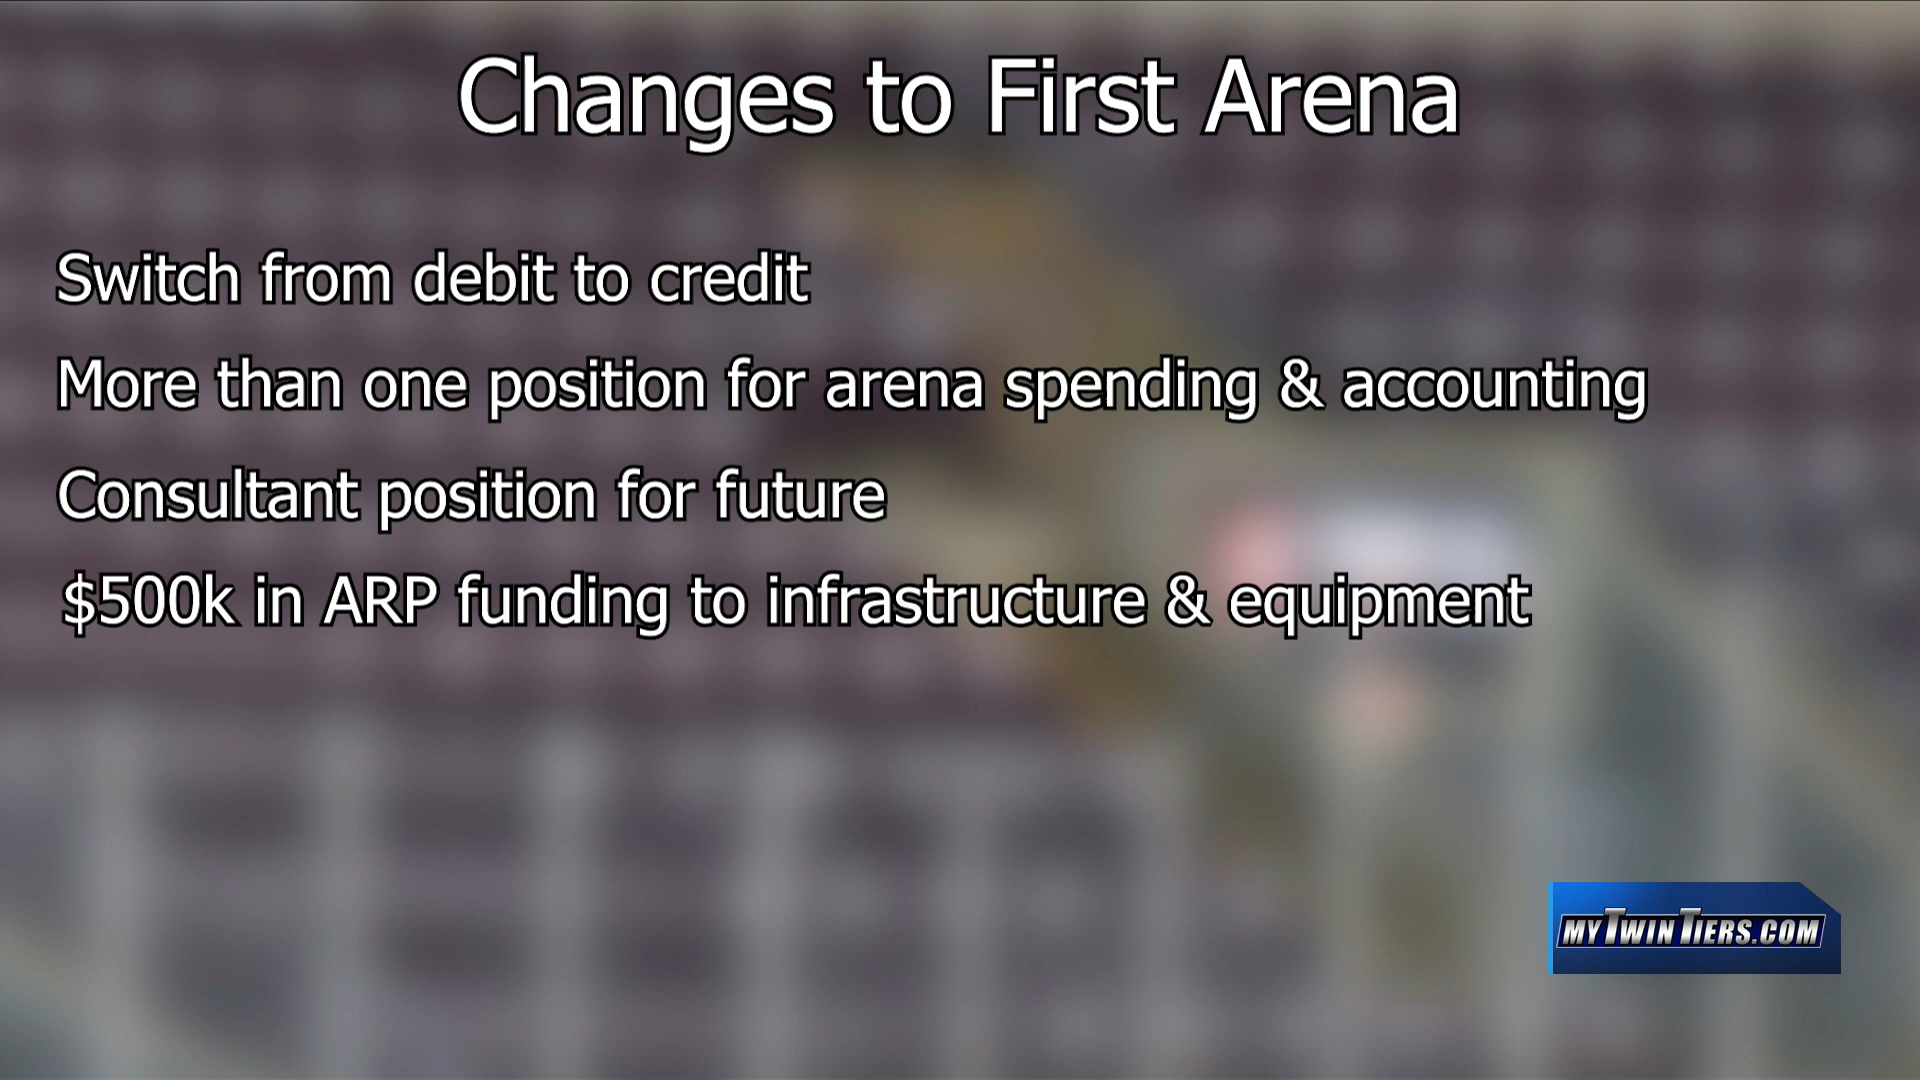 Changes to First Arena
Switch from debit to credit
More than one position for arena spending & accounting
Consultant position for future
$500k in ARP funding to infrastructure & equipment
MYTWINTIERS.COM